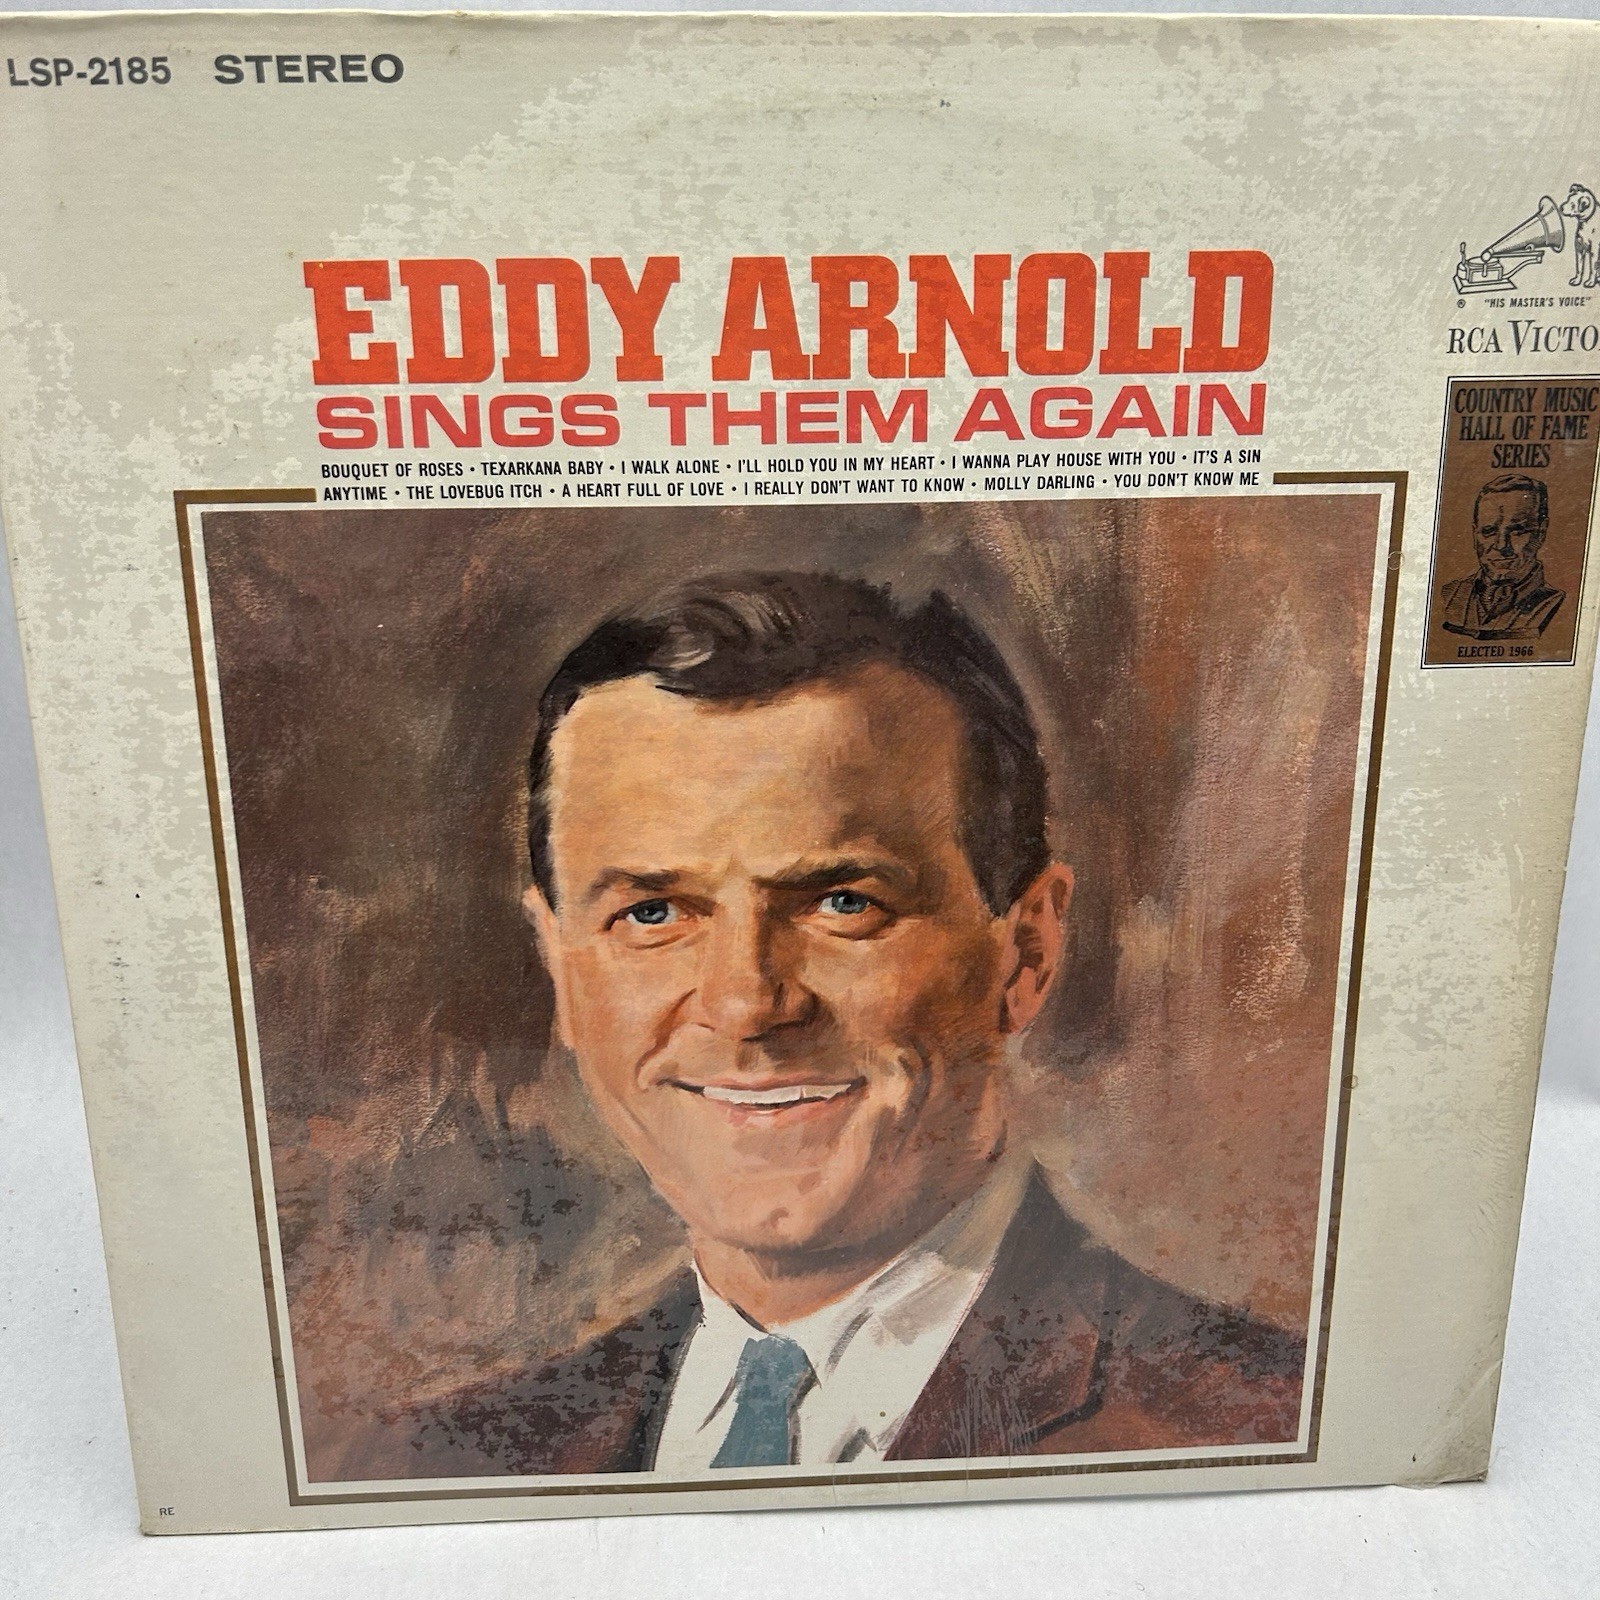 LSP-2185 STEREO
EDDY ARNOLD
SINGS THEM AGAIN
BOUQUET OF ROSES • TEXARKANA BABY • I WALK ALONE • I'LL HOLD YOU IN MY HEART • I WANNA PLAY HOUSE WITH YOU • IT'S A SIN
ANYTIME • THE LOVEBUG ITCH • A HEART FULL OF LOVE • I REALLY DON'T WANT TO KNOW • MOLLY DARLING • YOU DON'T KNOW ME
® "HIS MASTER'S VOICE"
RCA VICTO
COUNTRY MUSIC
HALL OF FAME
SERIES
ELECTED 1966
RE